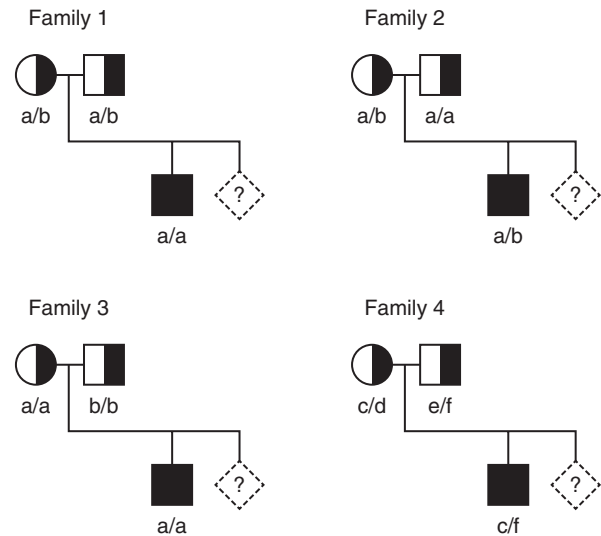 Family 1
a/b a/b
?
a/a
Family 2
a/b a/a
?
a/b
Family 3
a/a b/b
?
a/a
Family 4
c/d e/f
?
c/f